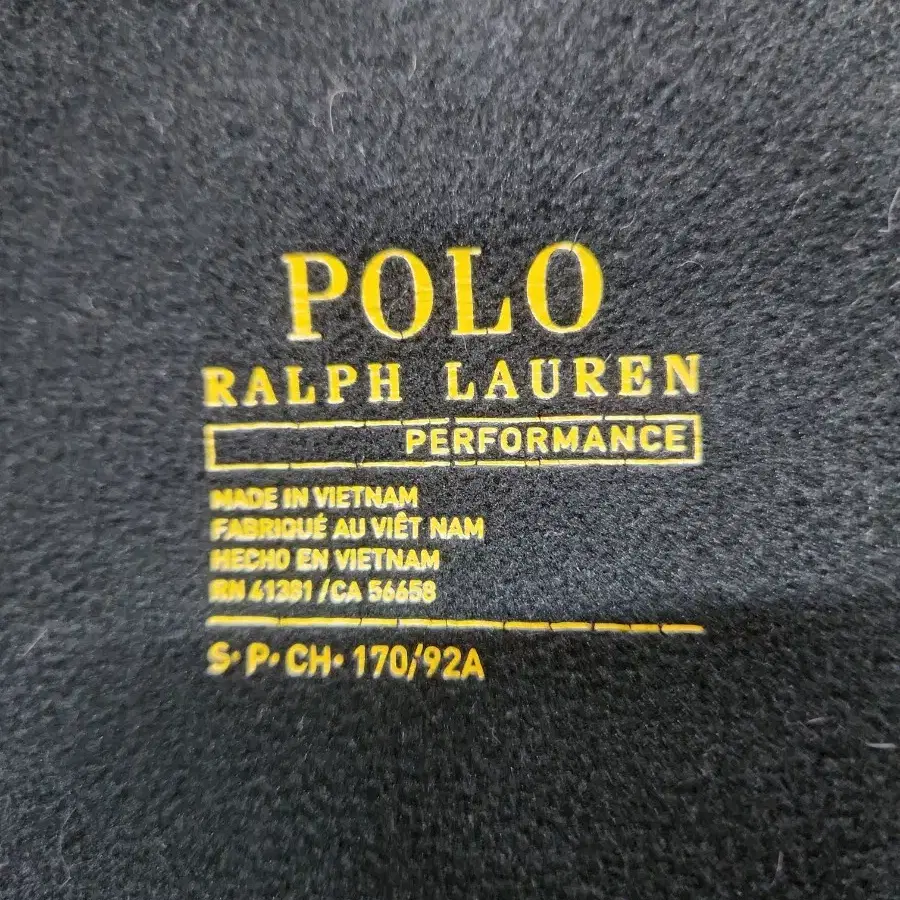 POLO
RALPH LAUREN
PERFORMANCE
MADE IN VIETNAM
FABRIQUÉ AU VIÊT NAM
HECHO EN VIETNAM
RN 41381 / CA 56658
S• P• CH• 170/92A